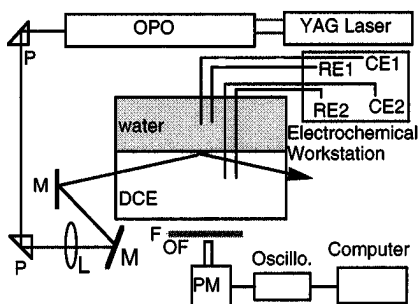 OPO
YAG Laser
P
CE1
RE1
RE2
CE2
water
Electrochemical
Workstation
M
DCE
P
L
M
F
OF
PM
Oscillo.
Computer